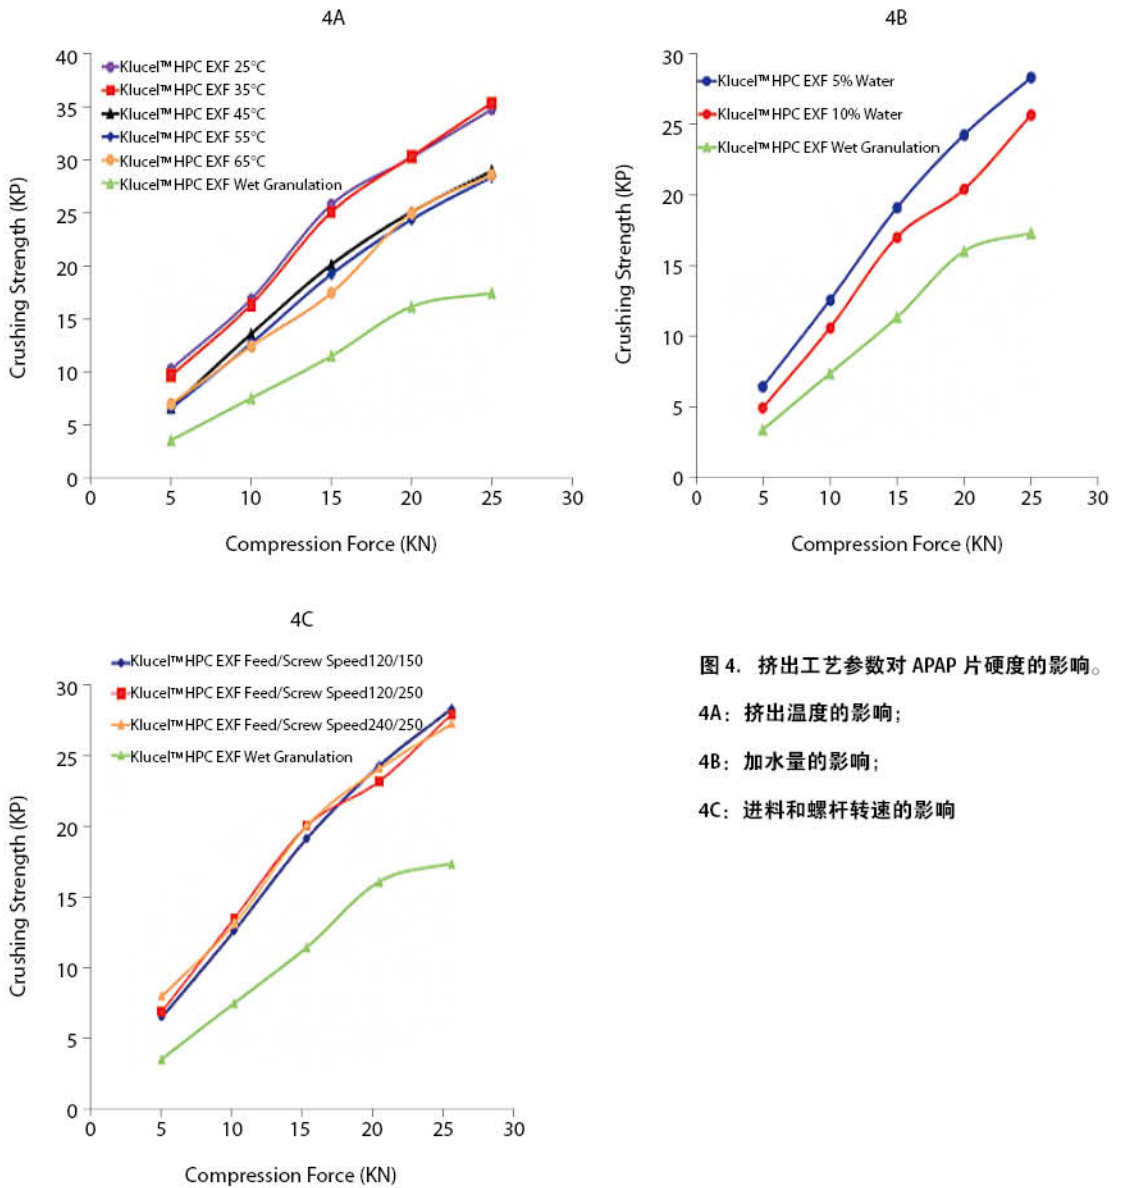 4A
40
35
30
25
20
15
10
5
0
Crushing Strength (KP)
Klucel™ HPC EXF 25°C
Klucel™ HPC EXF 35°C
Klucel™ HPC EXF 45°C
Klucel™ HPC EXF 55°C
Klucel™ HPC EXF 65°C
Klucel™ HPC EXF Wet Granulation
0 5 10 15 20 25 30
Compression Force (KN)
4B
30
25
20
15
10
5
0
Crushing Strength (KP)
Klucel™ HPC EXF 5% Water
Klucel™ HPC EXF 10% Water
Klucel™ HPC EXF Wet Granulation
0 5 10 15 20 25 30
Compression Force (KN)
4C
30
25
20
15
10
5
0
Crushing Strength (KP)
Klucel™ HPC EXF Feed/Screw Speed120/150
Klucel™ HPC EXF Feed/Screw Speed120/250
Klucel™ HPC EXF Feed/Screw Speed240/250
Klucel™ HPC EXF Wet Granulation
0 5 10 15 20 25 30
Compression Force (KN)
图 4. 挤出工艺参数对 APAP 片硬度的影响。
4A：挤出温度的影响；
4B：加水量的影响；
4C：进料和螺杆转速的影响